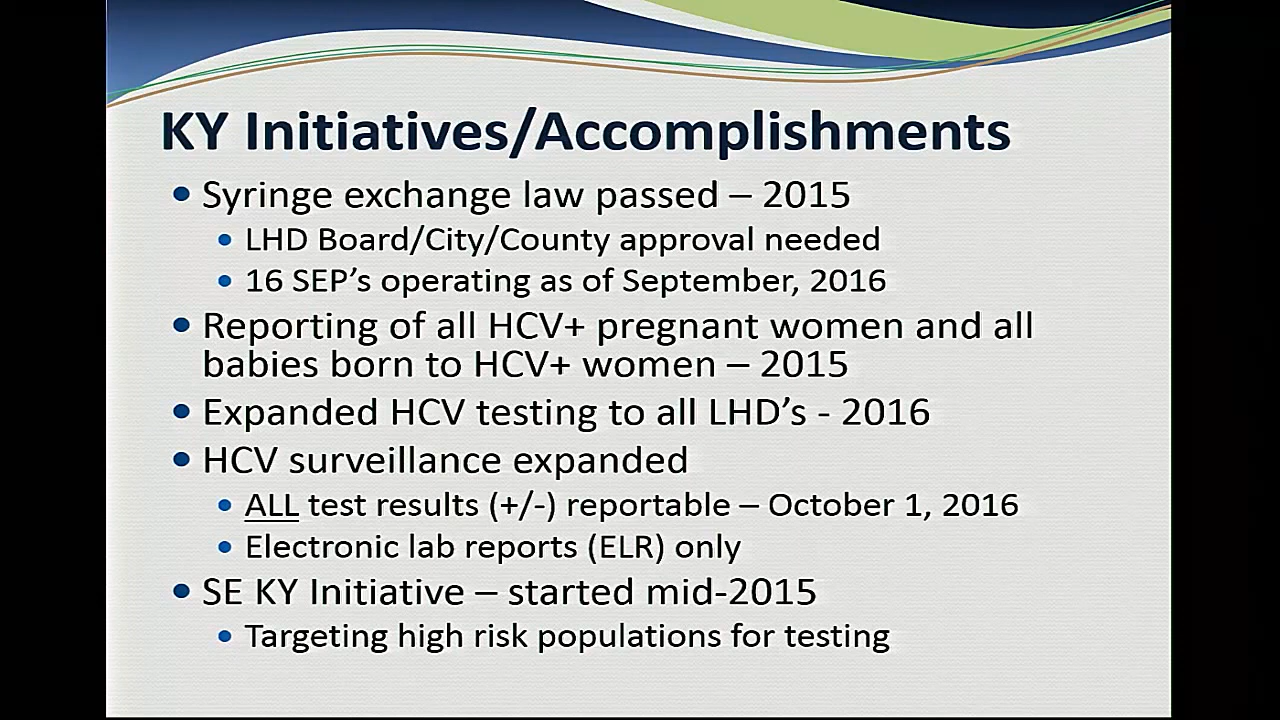 KY Initiatives/Accomplishments
• Syringe exchange law passed – 2015
• LHD Board/City/County approval needed
• 16 SEP’s operating as of September, 2016
• Reporting of all HCV+ pregnant women and all
babies born to HCV+ women – 2015
• Expanded HCV testing to all LHD’s - 2016
• HCV surveillance expanded
• ALL test results (+/-) reportable – October 1, 2016
• Electronic lab reports (ELR) only
• SE KY Initiative – started mid-2015
• Targeting high risk populations for testing